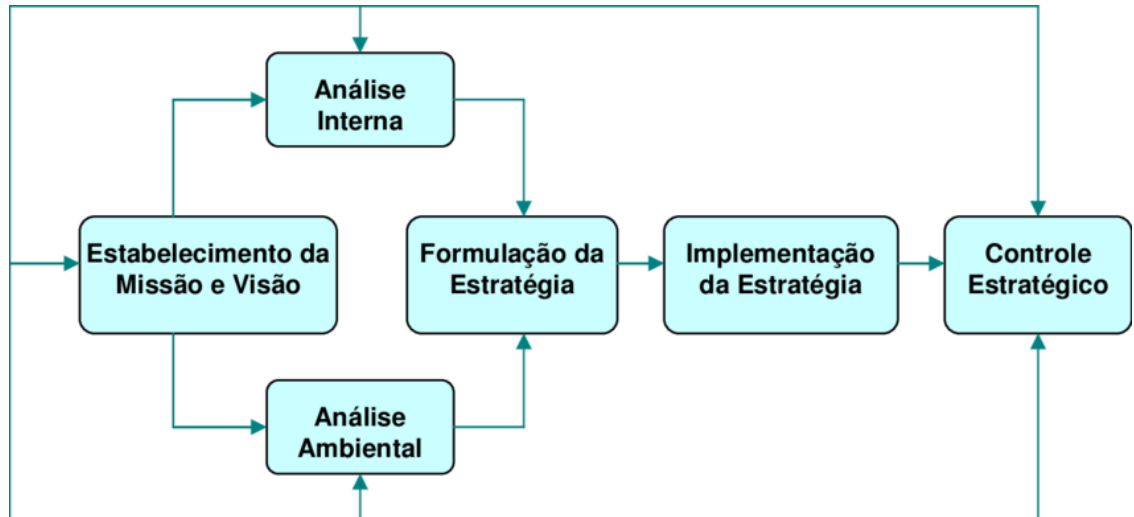 Análise
Interna
Estabelecimento da
Missão e Visão
Formulação da
Estratégia
Implementação
da Estratégia
Controle
Estratégico
Análise
Ambiental